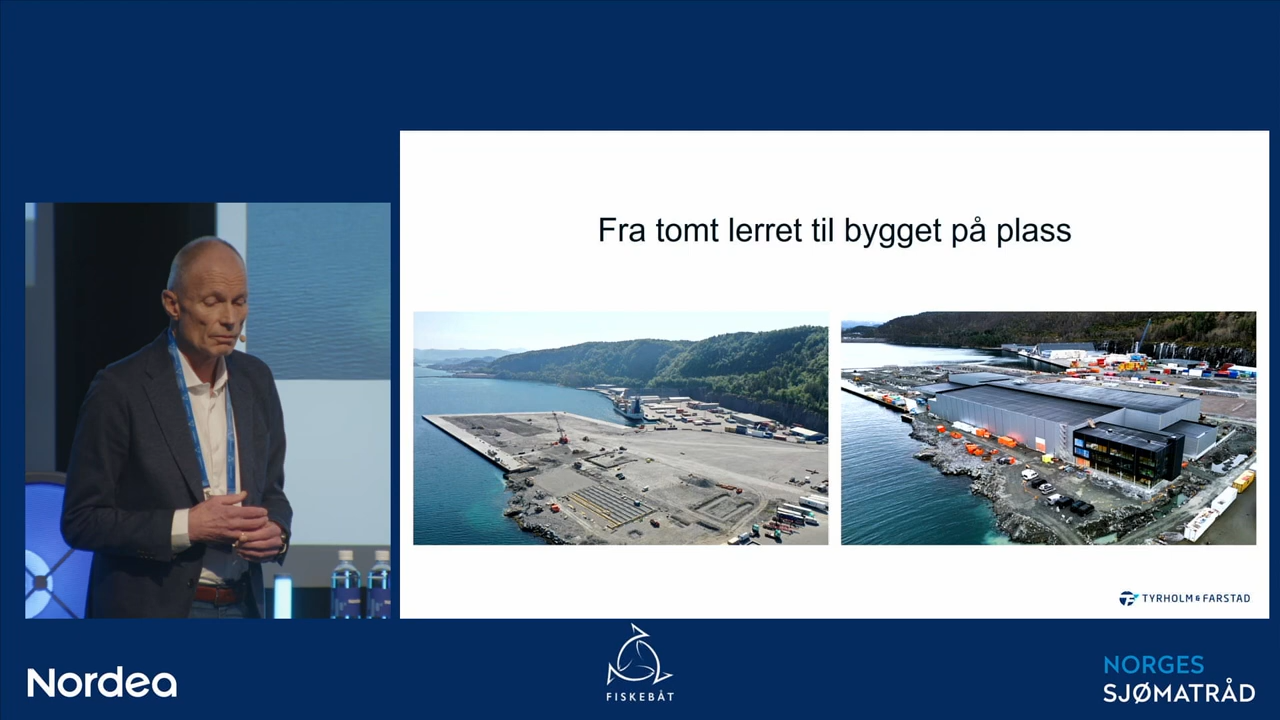 Fra tomt lerret til bygget på plass
TYRHOLM & FARSTAD
Nordea
FISKEBÅT
NORGES
SJØMATRÅD